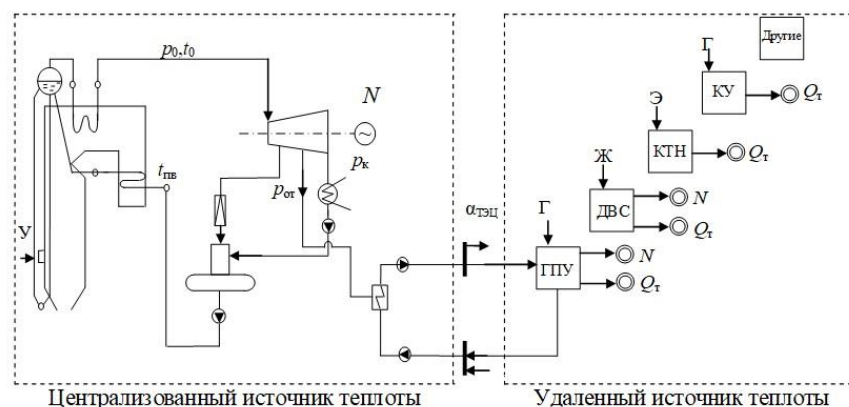 p₀,t₀
N
pк
tпв
pот
У
αТЭЦ
Другие
Г
КУ
Qт
Э
КТН
Qт
Ж
ДВС
N
Qт
Г
ГПУ
N
Qт
Централизованный источник теплоты
Удаленный источник теплоты